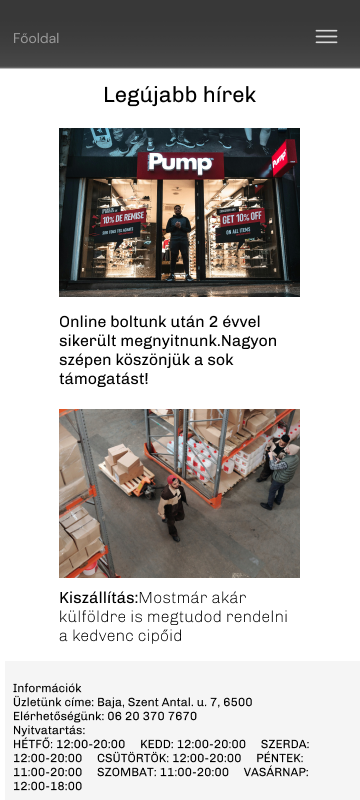 Főoldal
Legújabb hírek
Pump
Pump
10% DE REMISE
GET 10% OFF
ON ALL ITEMS
Online boltunk után 2 évvel
sikerült megnyitnunk.Nagyon
szépen köszönjük a sok
támogatást!
Kiszállítás:Mostmár akár
külföldre is megtudod rendelni
a kedvenc cipőid
Információk
Üzletünk címe: Baja, Szent Antal. u. 7, 6500
Elérhetőségünk: 06 20 370 7670
Nyitvatartás:
HÉTFŐ: 12:00-20:00 KEDD: 12:00-20:00 SZERDA:
12:00-20:00 CSÜTÖRTÖK: 12:00-20:00 PÉNTEK:
11:00-20:00 SZOMBAT: 11:00-20:00 VASÁRNAP:
12:00-18:00